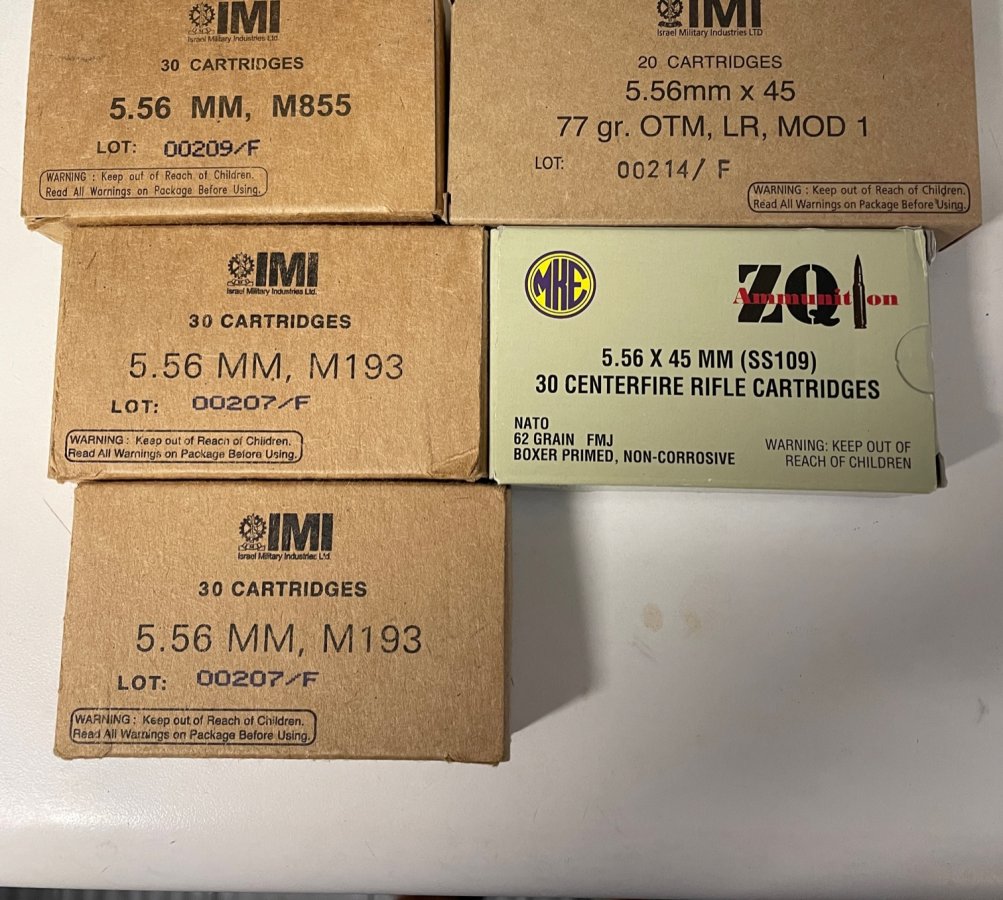 IMI
Israel Military Industries Ltd.
30 CARTRIDGES
5.56 MM, M855
LOT: 00209/F
WARNING : Keep out of Reach of Children.
Read All Warnings on Package Before Using.
IMI
Israel Military Industries LTD
20 CARTRIDGES
5.56mm x 45
77 gr. OTM, LR, MOD 1
LOT: 00214/ F
WARNING : Keep out of Reach of Children.
Read All Warnings on Package Before Using.
IMI
Israel Military Industries Ltd.
30 CARTRIDGES
5.56 MM, M193
LOT: 00207/F
WARNING : Keep out of Reach of Children.
Read All Warnings on Package Before Using.
MKE
ZQI
Ammunition
5.56 X 45 MM (SS109)
30 CENTERFIRE RIFLE CARTRIDGES
NATO
62 GRAIN FMJ
BOXER PRIMED, NON-CORROSIVE
WARNING: KEEP OUT OF
REACH OF CHILDREN
IMI
Israel Military Industries Ltd.
30 CARTRIDGES
5.56 MM, M193
LOT: 00207/F
WARNING : Keep out of Reach of Children.
Read All Warnings on Package Before Using.